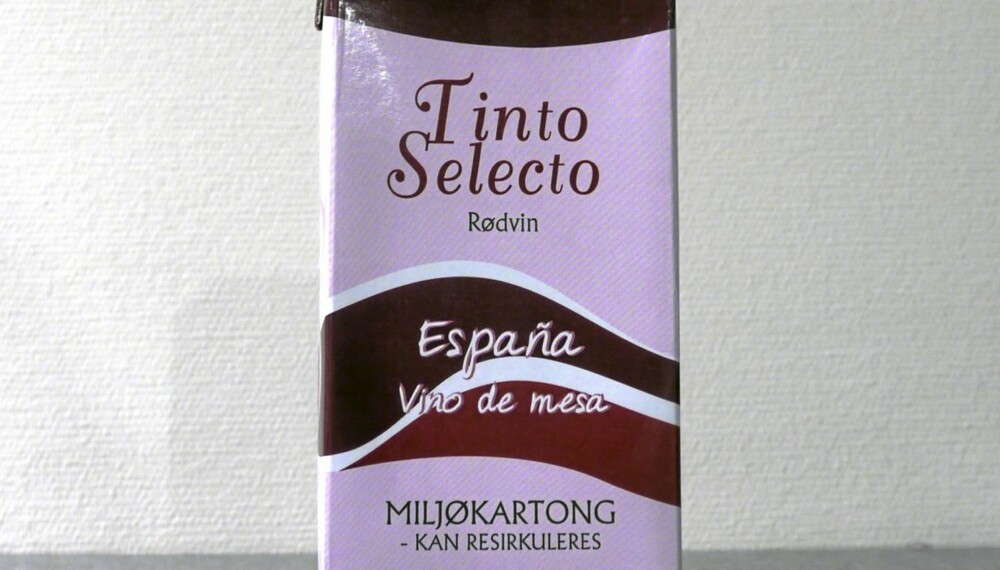 Tinto
Selecto
Rødvin
España
Vino de mesa
MILJØKARTONG
- KAN RESIRKULERES